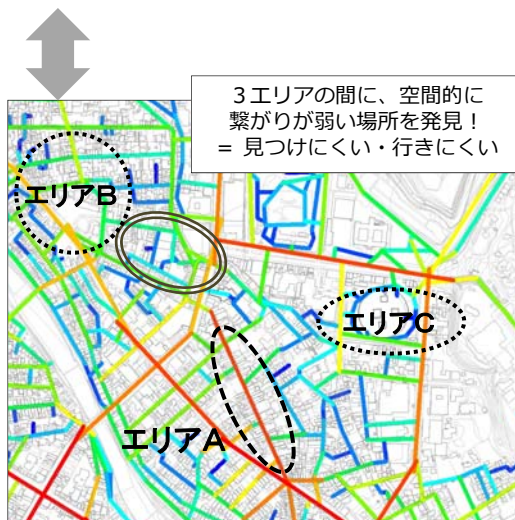 ３エリアの間に、空間的に
繋がりが弱い場所を発見！
= 見つけにくい・行きにくい
エリアB
エリアC
エリアA